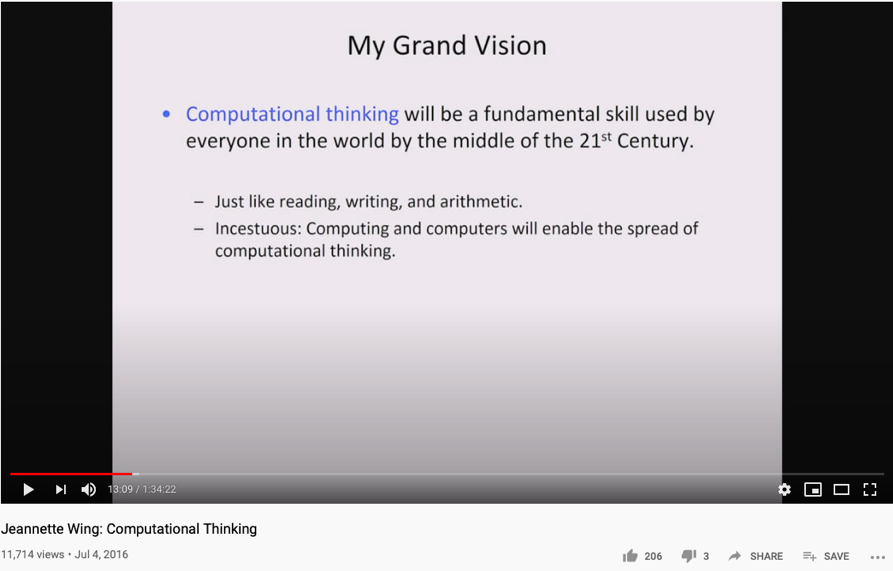 My Grand Vision
• Computational thinking will be a fundamental skill used by
everyone in the world by the middle of the 21st Century.
– Just like reading, writing, and arithmetic.
– Incestuous: Computing and computers will enable the spread of
computational thinking.
13:09 / 1:34:22
Jeannette Wing: Computational Thinking
11,714 views • Jul 4, 2016
206 3 SHARE SAVE